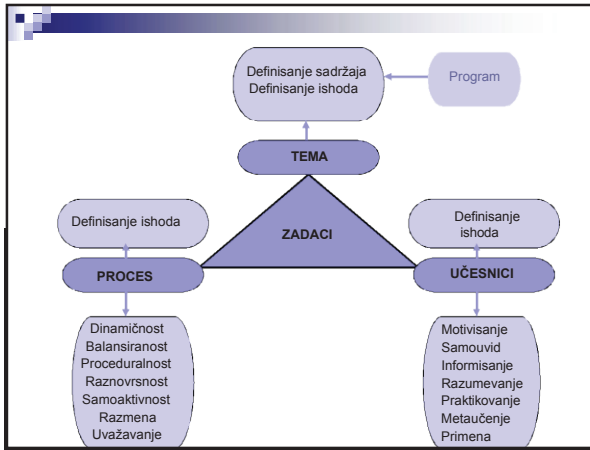 Definisanje sadržaja
Definisanje ishoda
Program
TEMA
Definisanje ishoda
ZADACI
Definisanje
ishoda
PROCES
UČESNICI
Dinamičnost
Balansiranost
Proceduralnost
Raznovrsnost
Samoaktivnost
Razmena
Uvažavanje
Motivisanje
Samouvid
Informisanje
Razumevanje
Praktikovanje
Metaučenje
Primena